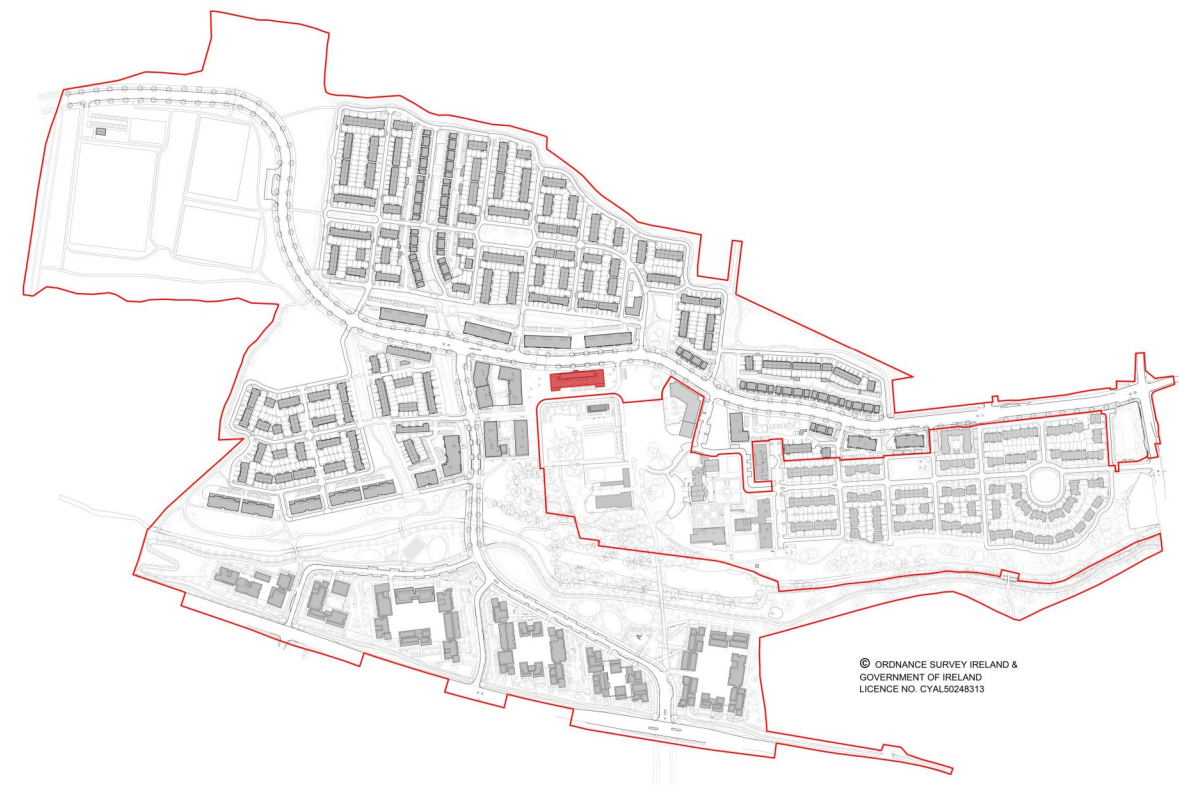 © ORDNANCE SURVEY IRELAND &
GOVERNMENT OF IRELAND
LICENCE NO. CYAL50248313